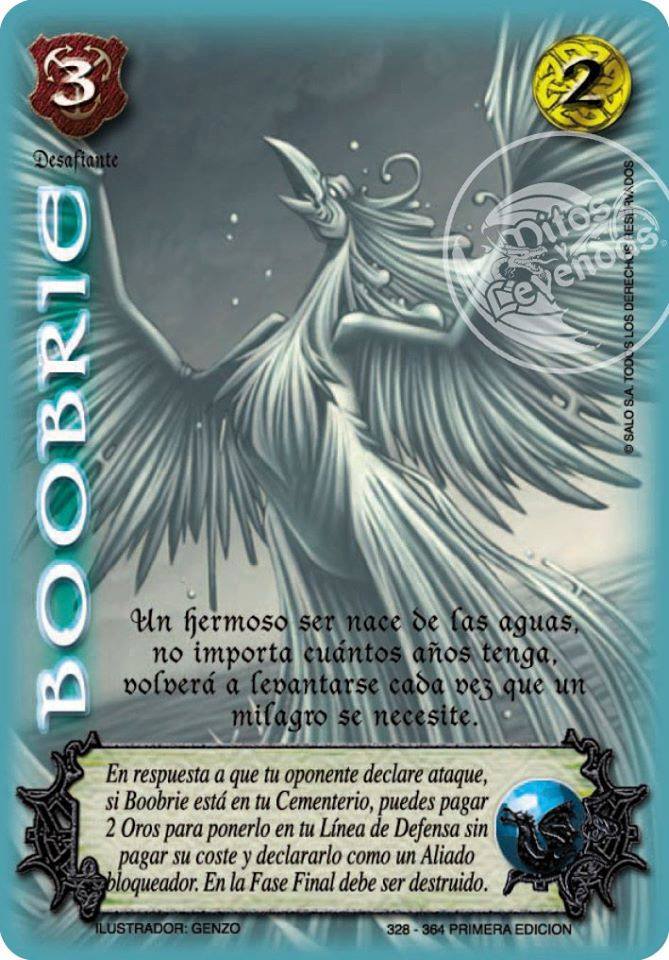 3
2
Desafiante
BOOBRIE
Mitos
Leyendas
© SALO S.A. TODOS LOS DERECHOS RESERVADOS
Un hermoso ser nace de las aguas,
no importa cuántos años tenga,
volverá a levantarse cada vez que un
milagro se necesite.
En respuesta a que tu oponente declare ataque,
si Boobrie está en tu Cementerio, puedes pagar
2 Oros para ponerlo en tu Línea de Defensa sin
pagar su coste y declararlo como un Aliado
bloqueador. En la Fase Final debe ser destruido.
ILUSTRADOR: GENZO
328 - 364 PRIMERA EDICION